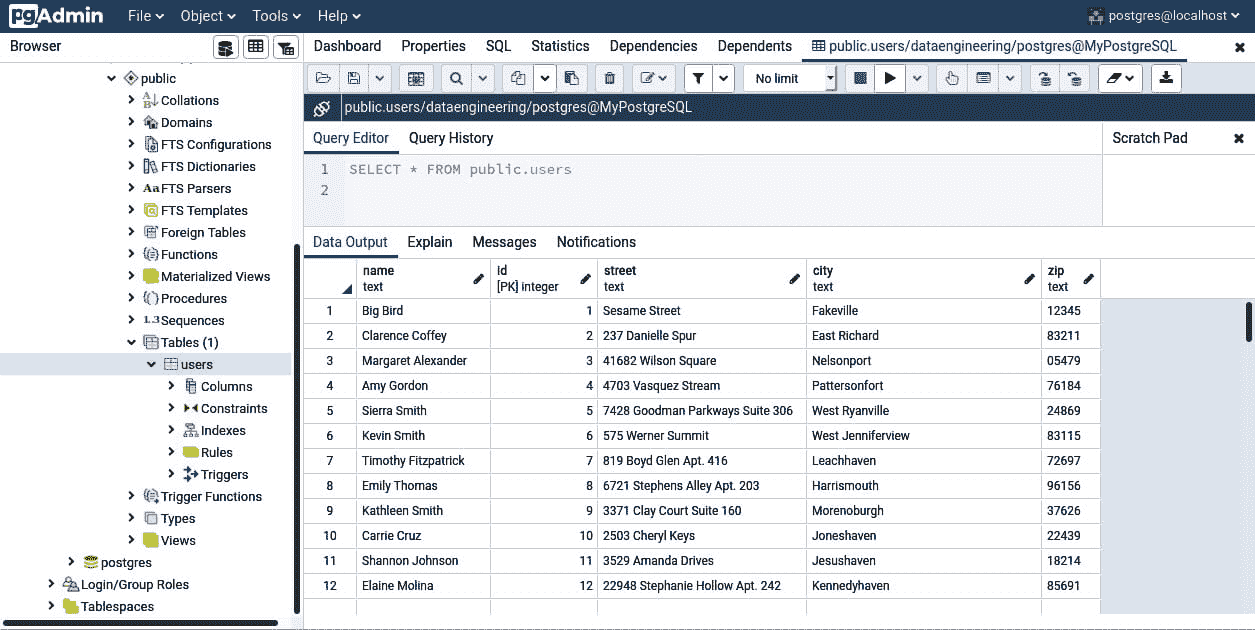 pgAdmin File Object Tools Help postgres@localhost
Browser
Dashboard Properties SQL Statistics Dependencies Dependents public.users/dataengineering/postgres@MyPostgreSQL
No limit
public.users/dataengineering/postgres@MyPostgreSQL
public
Collations
Domains
FTS Configurations
FTS Dictionaries
Aa FTS Parsers
FTS Templates
Foreign Tables
Functions
Materialized Views
Procedures
1.3 Sequences
Tables (1)
users
Columns
Constraints
Indexes
Rules
Triggers
Trigger Functions
Types
Views
postgres
Login/Group Roles
Tablespaces
Query Editor Query History
Scratch Pad
1 SELECT * FROM public.users
2
Data Output Explain Messages Notifications
name id street city zip
text [PK] integer text text text
1 Big Bird 1 Sesame Street Fakeville 12345
2 Clarence Coffey 2 237 Danielle Spur East Richard 83211
3 Margaret Alexander 3 41682 Wilson Square Nelsonport 05479
4 Amy Gordon 4 4703 Vasquez Stream Pattersonfort 76184
5 Sierra Smith 5 7428 Goodman Parkways Suite 306 West Ryanville 24869
6 Kevin Smith 6 575 Werner Summit West Jenniferview 83115
7 Timothy Fitzpatrick 7 819 Boyd Glen Apt. 416 Leachhaven 72697
8 Emily Thomas 8 6721 Stephens Alley Apt. 203 Harrismouth 96156
9 Kathleen Smith 9 3371 Clay Court Suite 160 Morenoburgh 37626
10 Carrie Cruz 10 2503 Cheryl Keys Joneshaven 22439
11 Shannon Johnson 11 3529 Amanda Drives Jesushaven 18214
12 Elaine Molina 12 22948 Stephanie Hollow Apt. 242 Kennedyhaven 85691